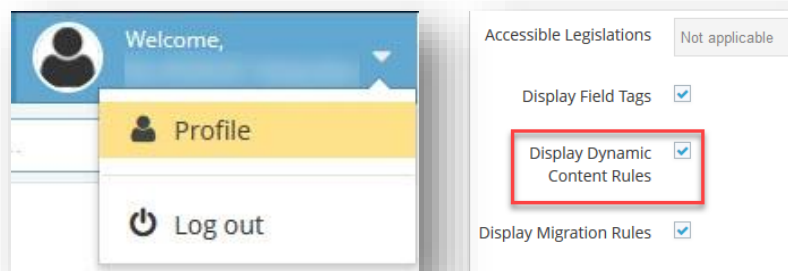 Welcome,
Profile
Log out
Accessible Legislations
Not applicable
Display Field Tags
Display Dynamic
Content Rules
Display Migration Rules